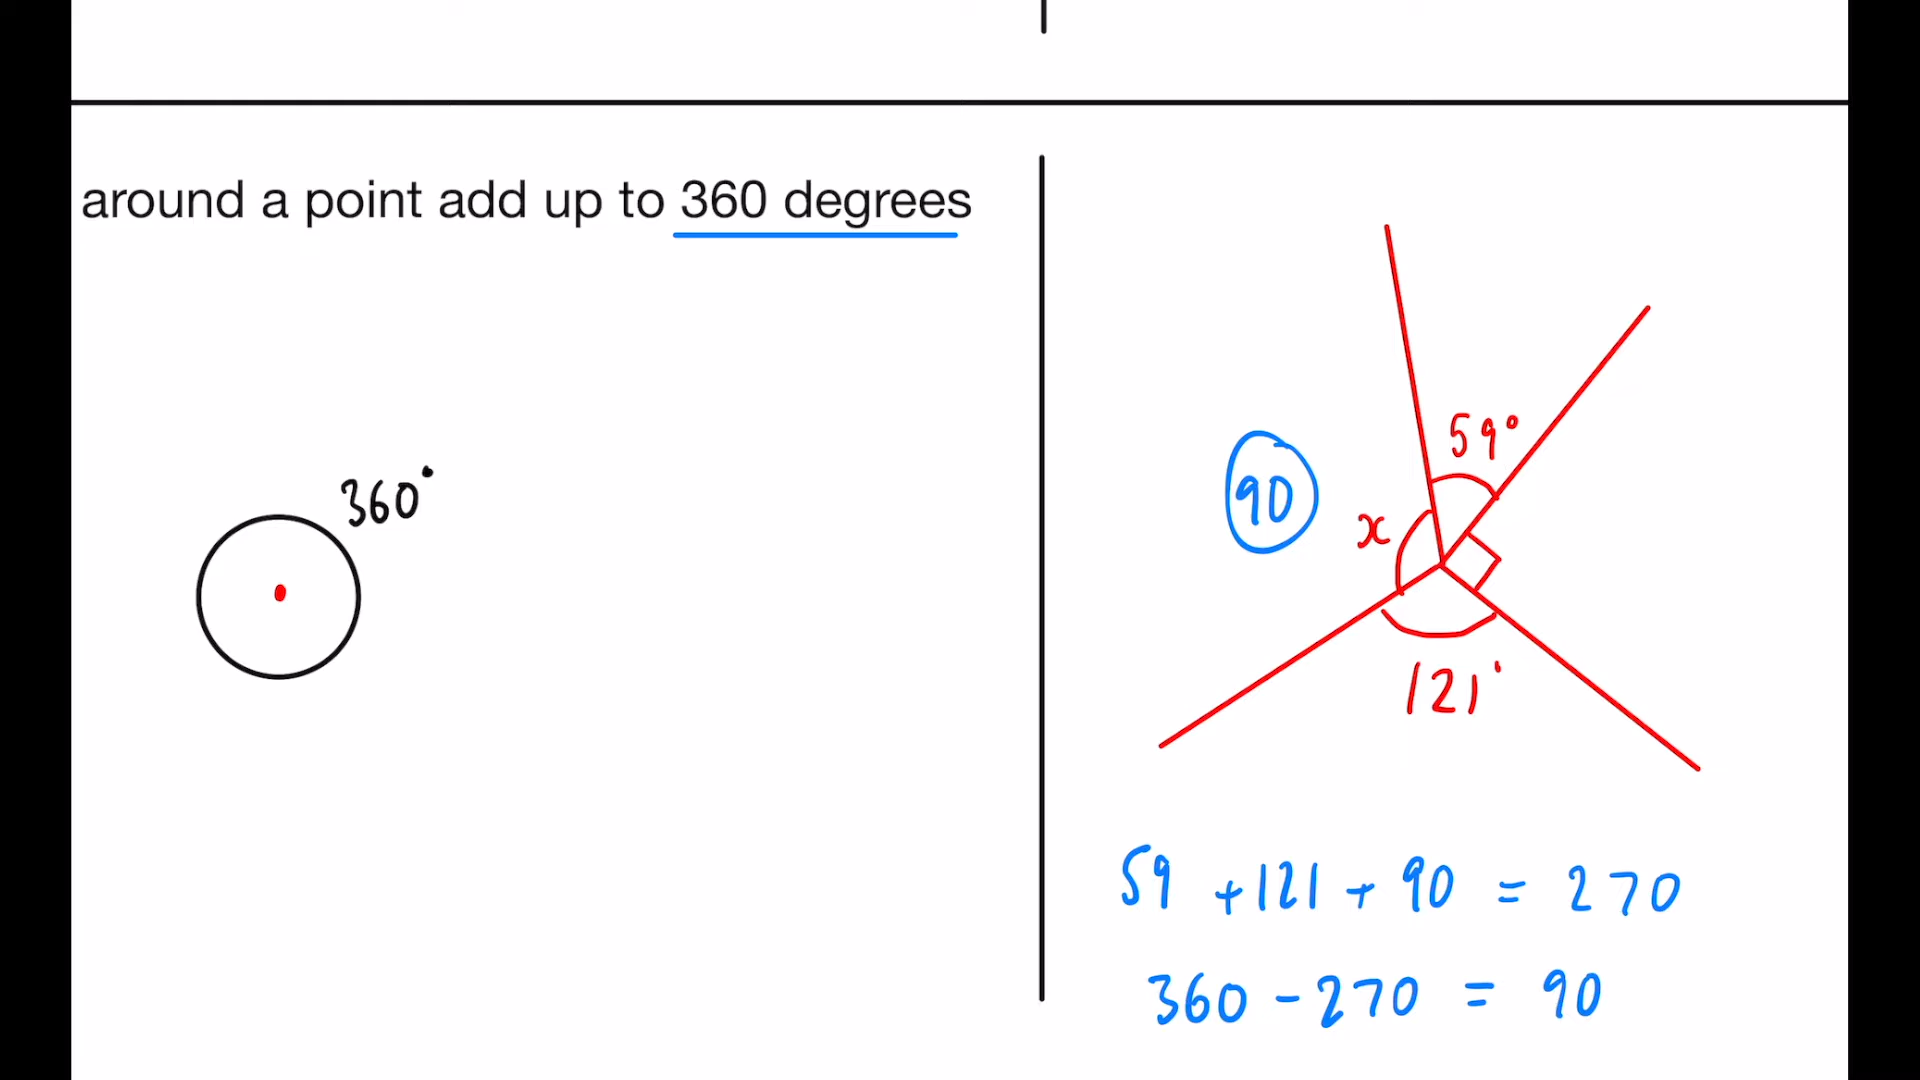 around a point add up to 360 degrees
360°
59°
90
x
121°
59 + 121 + 90 = 270
360 - 270 = 90